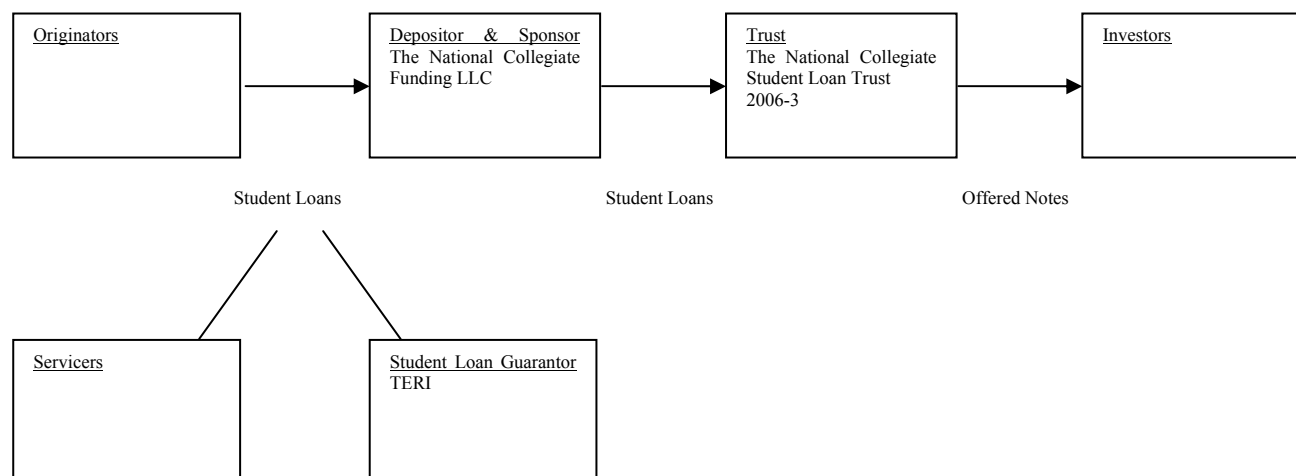 Originators
Depositor & Sponsor
The National Collegiate
Funding LLC
Trust
The National Collegiate
Student Loan Trust
2006-3
Investors
Student Loans
Student Loans
Offered Notes
Servicers
Student Loan Guarantor
TERI